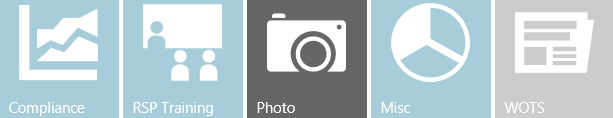 Compliance
RSP Training
Photo
Misc
WOTS